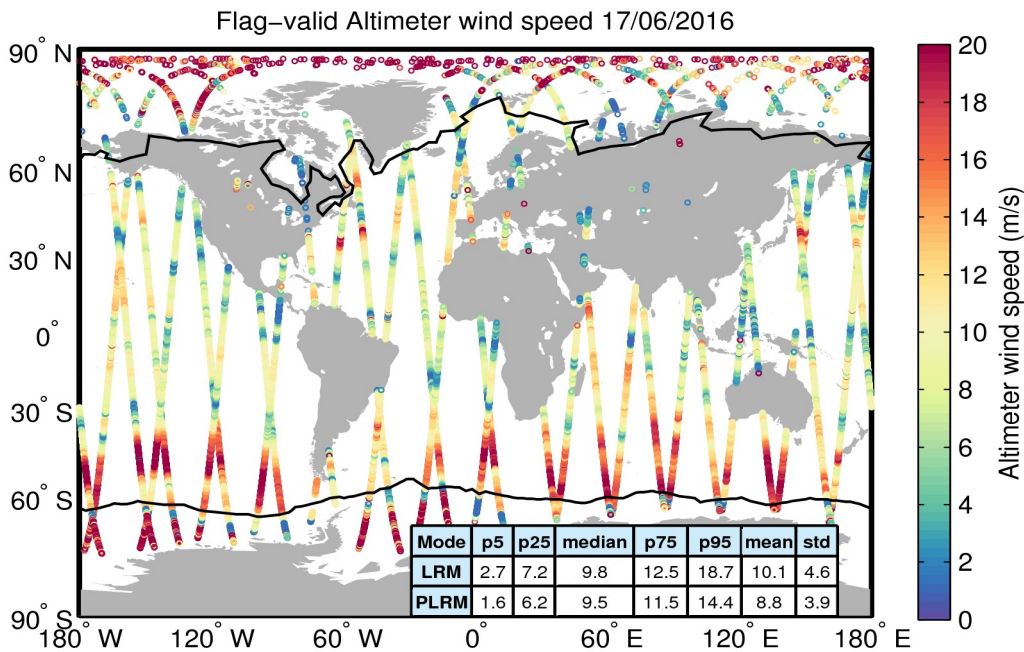 Flag−valid Altimeter wind speed 17/06/2016
90° N
60° N
30° N
0°
30° S
60° S
90° S
180° W
120° W
60° W
0°
60° E
120° E
180° E
Mode p5 p25 median p75 p95 mean std
LRM 2.7 7.2 9.8 12.5 18.7 10.1 4.6
PLRM 1.6 6.2 9.5 11.5 14.4 8.8 3.9
20
18
16
14
12
10
8
6
4
2
0
Altimeter wind speed (m/s)